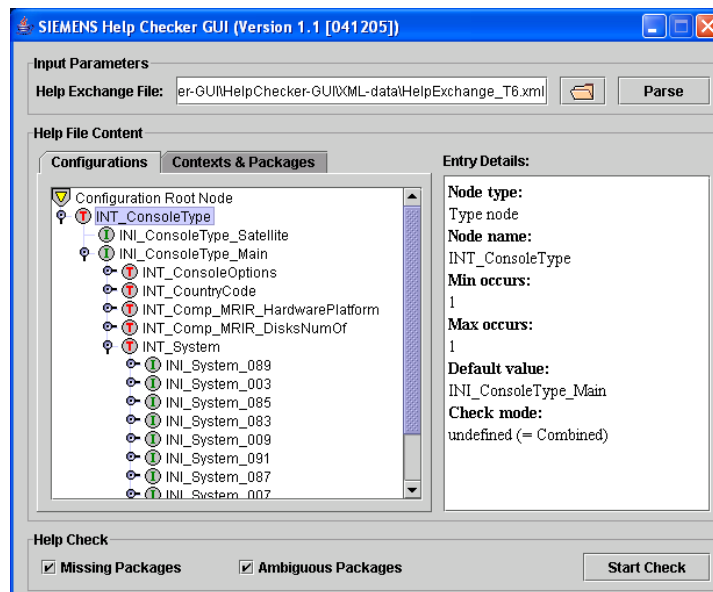 SIEMENS Help Checker GUI (Version 1.1 [041205])
Input Parameters
Help Exchange File: er-GUI\HelpChecker-GUI\XML-data\HelpExchange_T6.xml Parse
Help File Content
Configurations Contexts & Packages
Configuration Root Node
INT_ConsoleType
INI_ConsoleType_Satellite
INI_ConsoleType_Main
INT_ConsoleOptions
INT_CountryCode
INT_Comp_MRIR_HardwarePlatform
INT_Comp_MRIR_DisksNumOf
INT_System
INI_System_089
INI_System_003
INI_System_085
INI_System_083
INI_System_009
INI_System_091
INI_System_087
INI_System_007
Entry Details:
Node type:
Type node
Node name:
INT_ConsoleType
Min occurs:
1
Max occurs:
1
Default value:
INI_ConsoleType_Main
Check mode:
undefined (= Combined)
Help Check
Missing Packages Ambiguous Packages Start Check